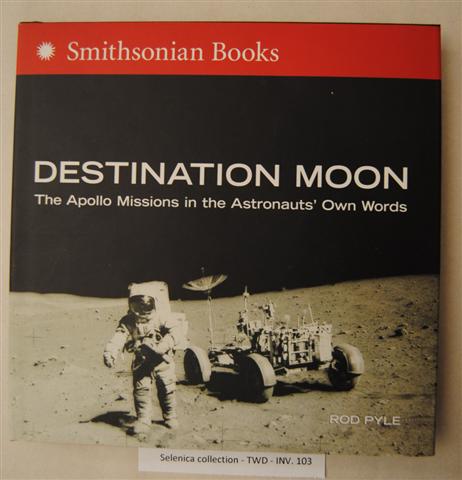 Smithsonian Books
DESTINATION MOON
The Apollo Missions in the Astronauts' Own Words
ROD PYLE
Selenica collection - TWD - INV. 103